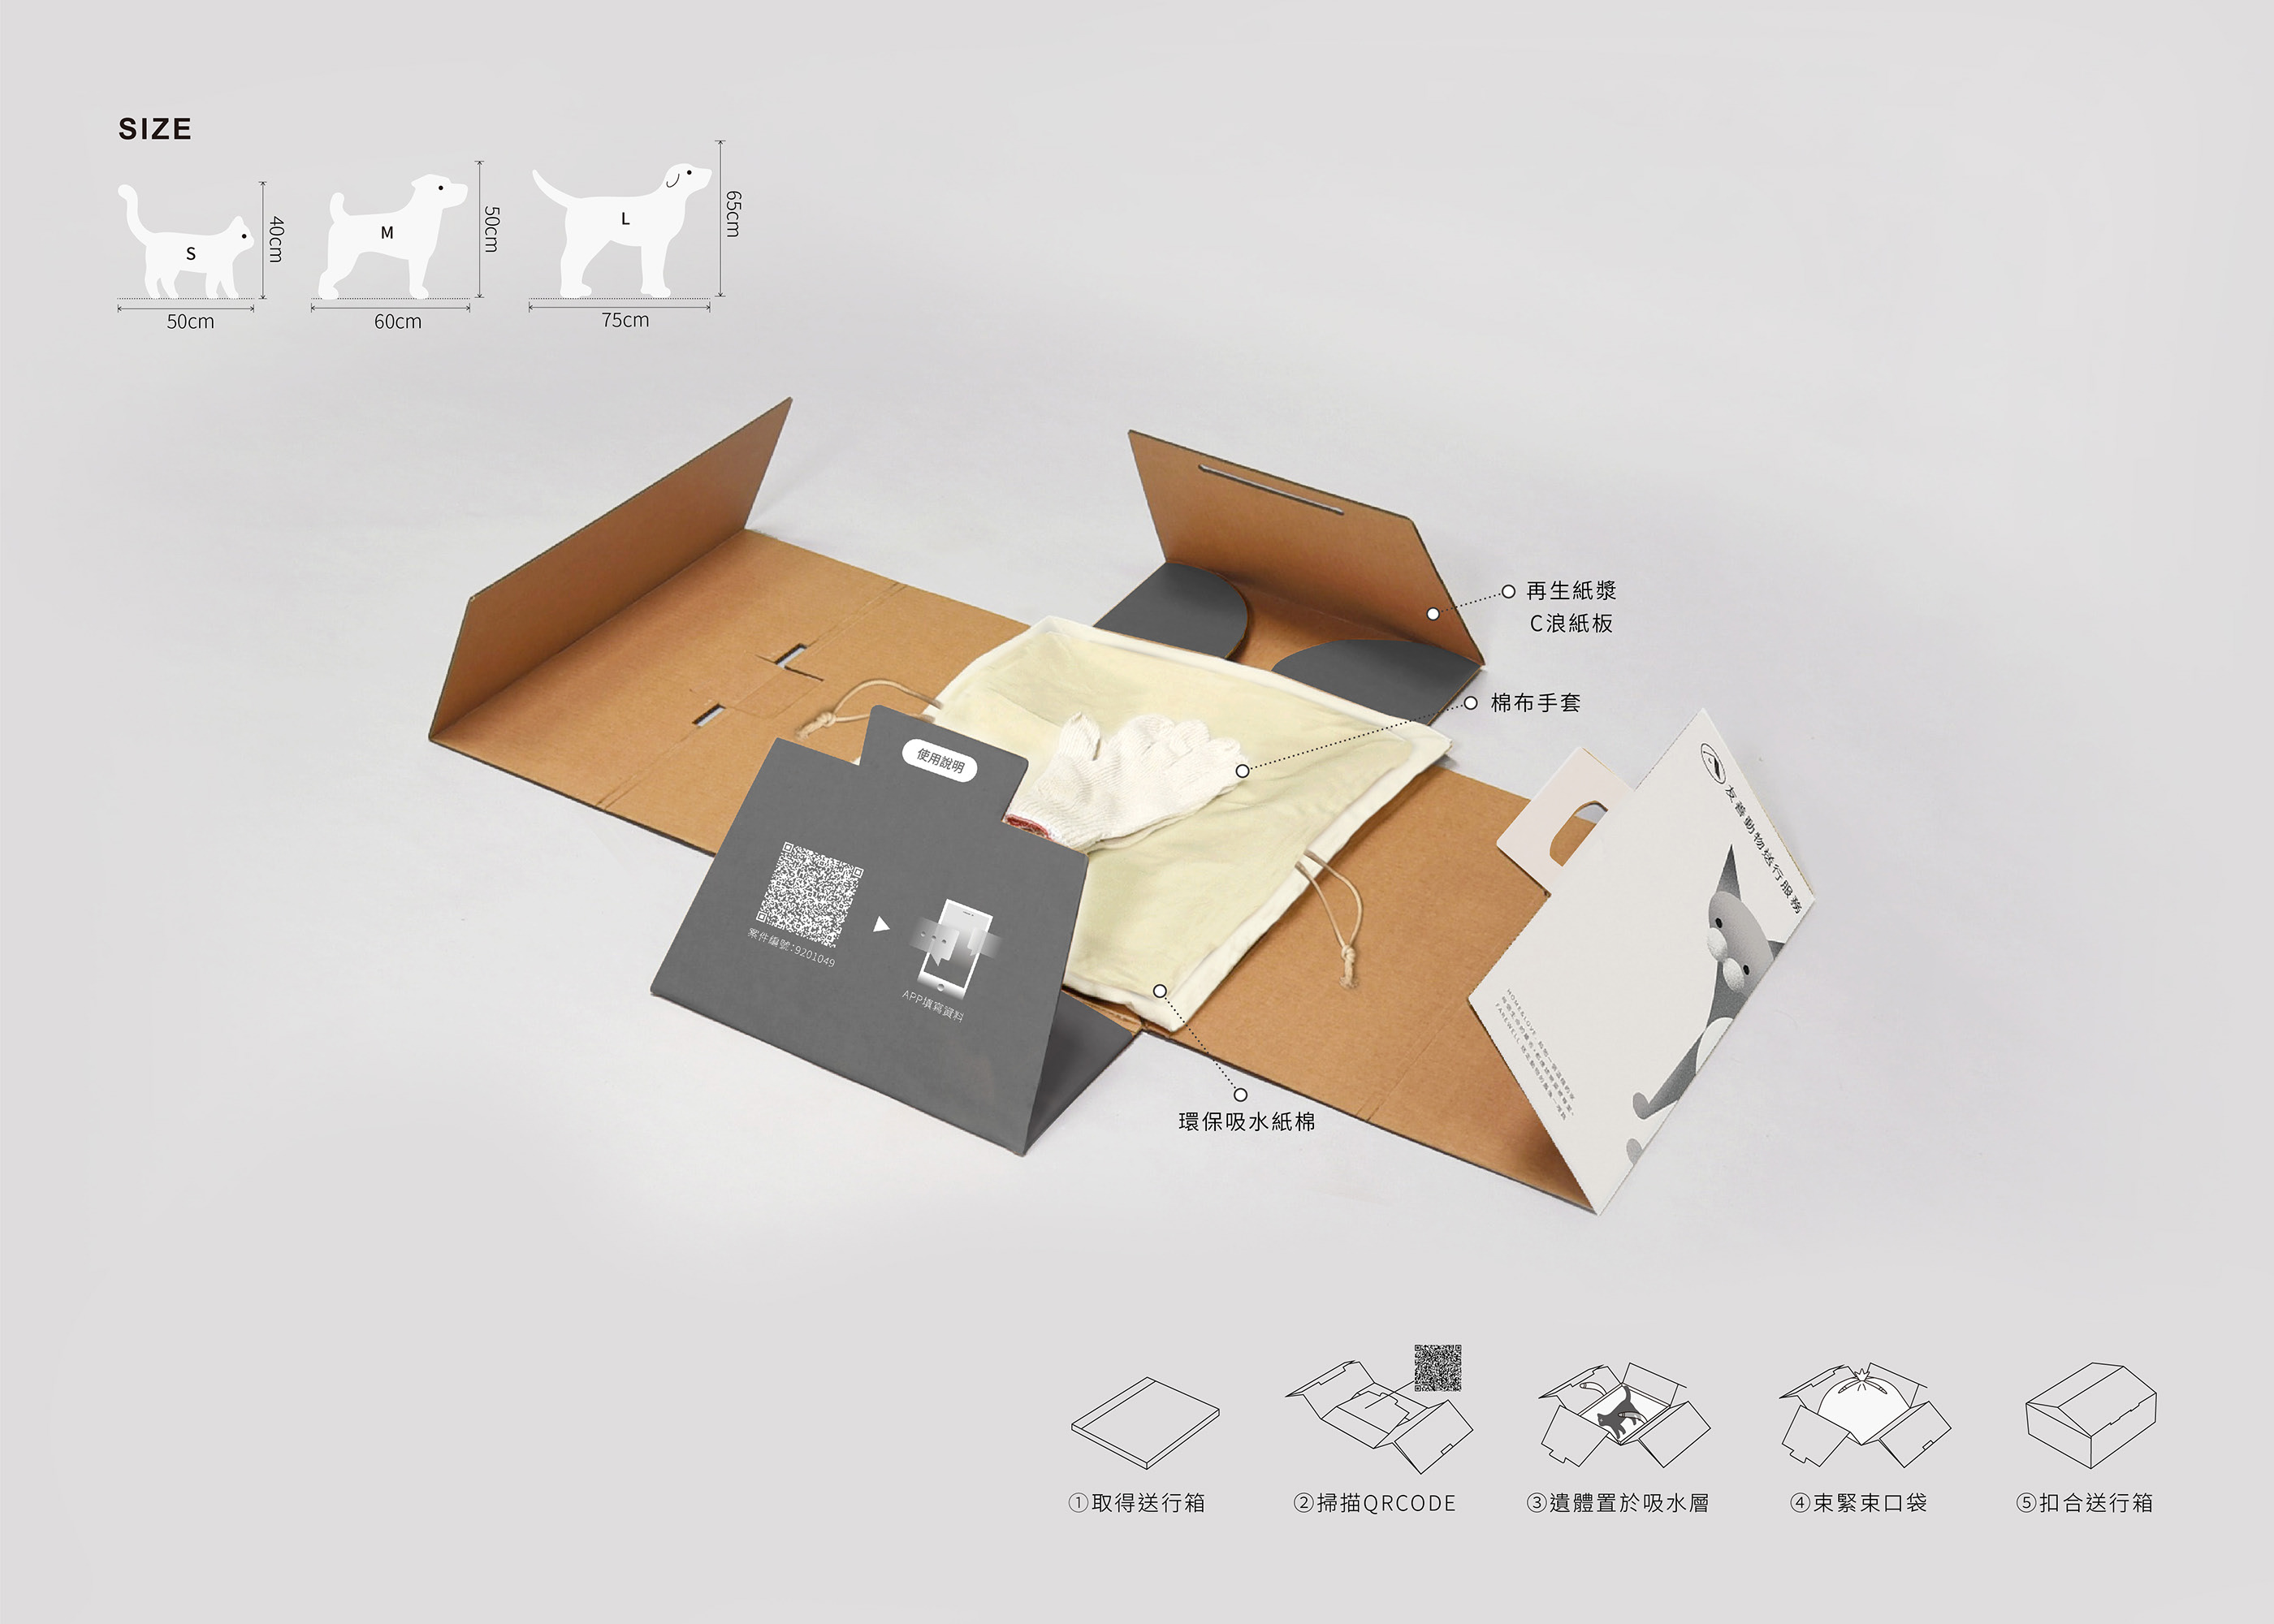 SIZE
S
40cm
50cm
M
50cm
60cm
L
65cm
75cm
再生紙漿
C浪紙板
棉布手套
使用說明
案件編號:9201049
APP填寫資料
友善動物送行服務
HOME&LOVE
FAREWELL
環保吸水紙棉
①取得送行箱
②掃描QRCODE
③遺體置於吸水層
④束緊束口袋
⑤扣合送行箱